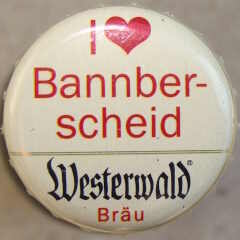 I ❤
Bannber-
scheid
Westerwald®
Bräu